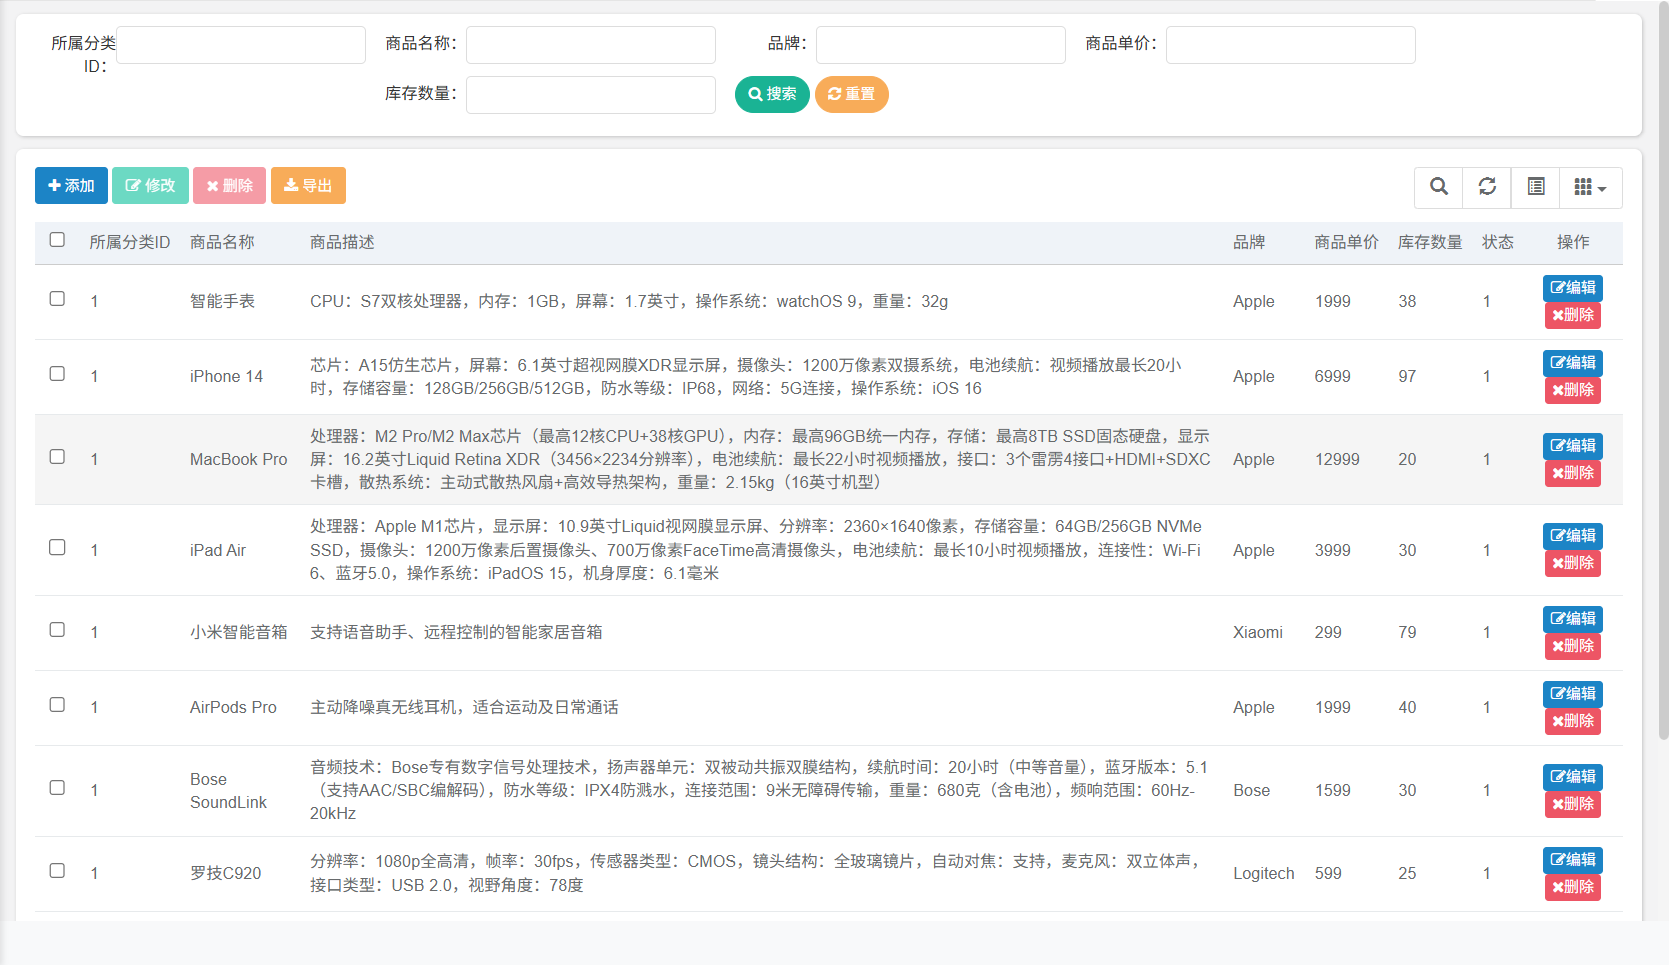 所属分类ID：
商品名称：
品牌：
商品单价：
库存数量：
搜索
重置
添加
修改
删除
导出
所属分类ID 商品名称 商品描述 品牌 商品单价 库存数量 状态 操作
1 智能手表 CPU：S7双核处理器，内存：1GB，屏幕：1.7英寸，操作系统：watchOS 9，重量：32g Apple 1999 38 1 编辑
删除
1 iPhone 14 芯片：A15仿生芯片，屏幕：6.1英寸超视网膜XDR显示屏，摄像头：1200万像素双摄系统，电池续航：视频播放最长20小
时，存储容量：128GB/256GB/512GB，防水等级：IP68，网络：5G连接，操作系统：iOS 16 Apple 6999 97 1 编辑
删除
1 MacBook Pro 处理器：M2 Pro/M2 Max芯片（最高12核CPU+38核GPU），内存：最高96GB统一内存，存储：最高8TB SSD固态硬盘，显示
屏：16.2英寸Liquid Retina XDR（3456×2234分辨率），电池续航：最长22小时视频播放，接口：3个雷雳4接口+HDMI+SDXC
卡槽，散热系统：主动式散热风扇+高效导热架构，重量：2.15kg（16英寸机型） Apple 12999 20 1 编辑
删除
1 iPad Air 处理器：Apple M1芯片，显示屏：10.9英寸Liquid视网膜显示屏、分辨率：2360×1640像素，存储容量：64GB/256GB NVMe
SSD，摄像头：1200万像素后置摄像头、700万像素FaceTime高清摄像头，电池续航：最长10小时视频播放，连接性：Wi-Fi
6、蓝牙5.0，操作系统：iPadOS 15，机身厚度：6.1毫米 Apple 3999 30 1 编辑
删除
1 小米智能音箱 支持语音助手、远程控制的智能家居音箱 Xiaomi 299 79 1 编辑
删除
1 AirPods Pro 主动降噪真无线耳机，适合运动及日常通话 Apple 1999 40 1 编辑
删除
1 Bose
SoundLink 音频技术：Bose专有数字信号处理技术，扬声器单元：双被动共振双膜结构，续航时间：20小时（中等音量），蓝牙版本：5.1
（支持AAC/SBC编解码），防水等级：IPX4防溅水，连接范围：9米无障碍传输，重量：680克（含电池），频响范围：60Hz-
20kHz Bose 1599 30 1 编辑
删除
1 罗技C920 分辨率：1080p全高清，帧率：30fps，传感器类型：CMOS，镜头结构：全玻璃镜片，自动对焦：支持，麦克风：双立体声，
接口类型：USB 2.0，视野角度：78度 Logitech 599 25 1 编辑
删除